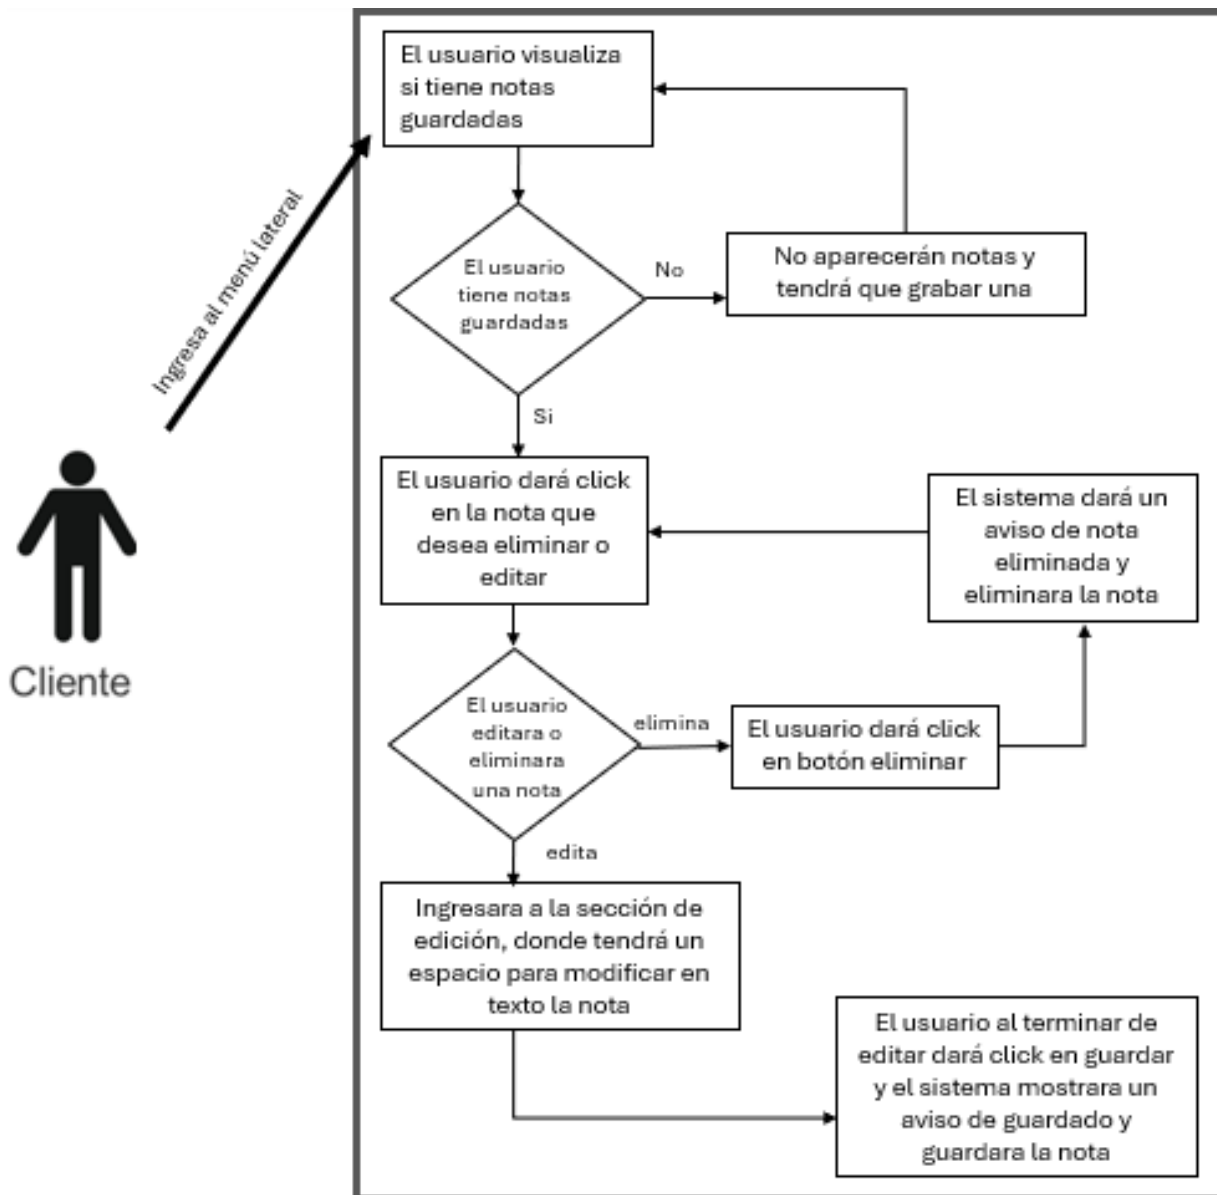 El usuario visualiza
si tiene notas
guardadas
Ingresa al menú lateral
El usuario
tiene notas
guardadas
No
No aparecerán notas y
tendrá que grabar una
Si
El usuario dará click
en la nota que
desea eliminar o
editar
El sistema dará un
aviso de nota
eliminada y
eliminara la nota
Cliente
El usuario
editara o
eliminara
una nota
elimina
El usuario dará click
en botón eliminar
edita
Ingresara a la sección de
edición, donde tendrá un
espacio para modificar en
texto la nota
El usuario al terminar de
editar dará click en guardar
y el sistema mostrara un
aviso de guardado y
guardara la nota